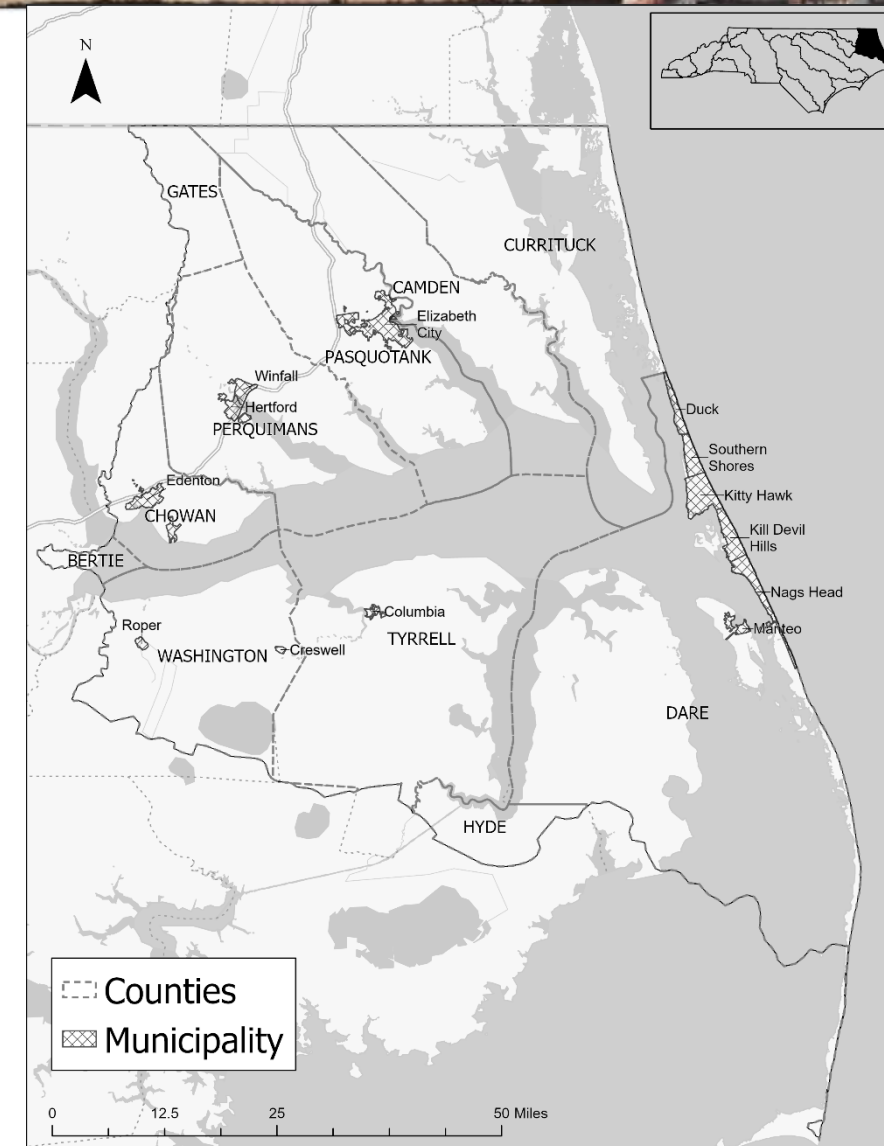 N
GATES
CURRITUCK
CAMDEN
Elizabeth
City
PASQUOTANK
Winfall
Hertford
PERQUIMANS
Duck
Southern
Shores
Kitty Hawk
Edenton
CHOWAN
Kill Devil
Hills
BERTIE
Nags Head
Columbia
Manteo
Roper
TYRRELL
WASHINGTON
Creswell
DARE
HYDE
Counties
Municipality
0 12.5 25 50 Miles